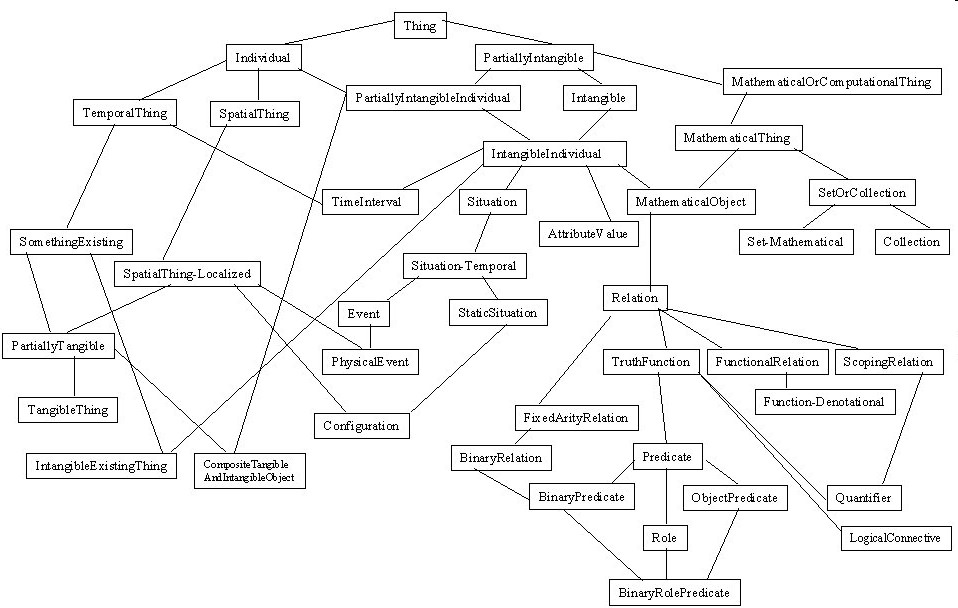 Thing
Individual
PartiallyIntangible
MathematicalOrComputationalThing
PartiallyIntangibleIndividual
Intangible
TemporalThing
SpatialThing
MathematicalThing
IntangibleIndividual
SetOrCollection
TimeInterval
Situation
MathematicalObject
AttributeValue
Set-Mathematical
Collection
SomethingExisting
SpatialThing-Localized
Situation-Temporal
Relation
Event
StaticSituation
PartiallyTangible
PhysicalEvent
TruthFunction
FunctionalRelation
ScopingRelation
TangibleThing
Function-Denotational
Configuration
FixedArityRelation
IntangibleExistingThing
CompositeTangible
AndIntangibleObject
BinaryRelation
Predicate
BinaryPredicate
ObjectPredicate
Quantifier
Role
LogicalConnective
BinaryRolePredicate